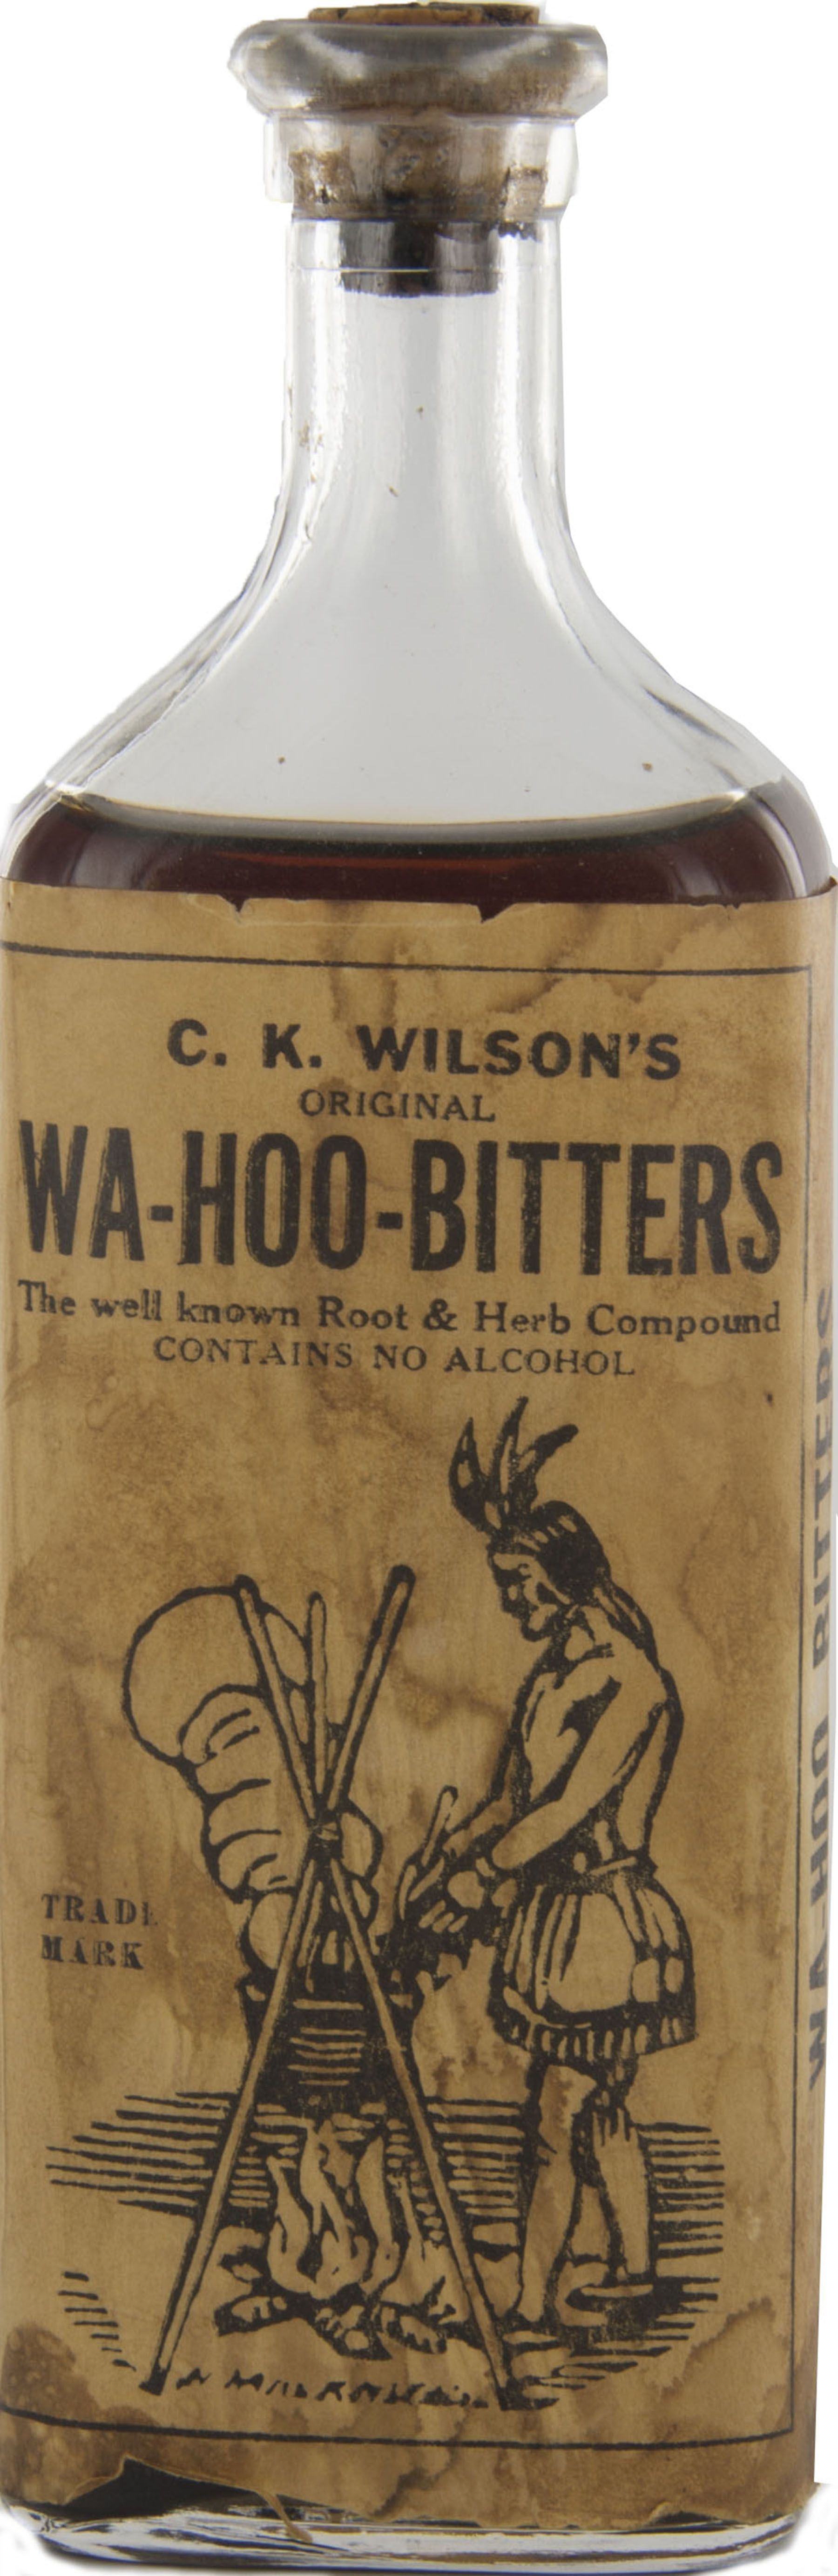 C. K. WILSON'S
ORIGINAL
WA-HOO-BITTERS
The well known Root & Herb Compound
CONTAINS NO ALCOHOL
TRADE
MARK
WA-HOO BITTERS